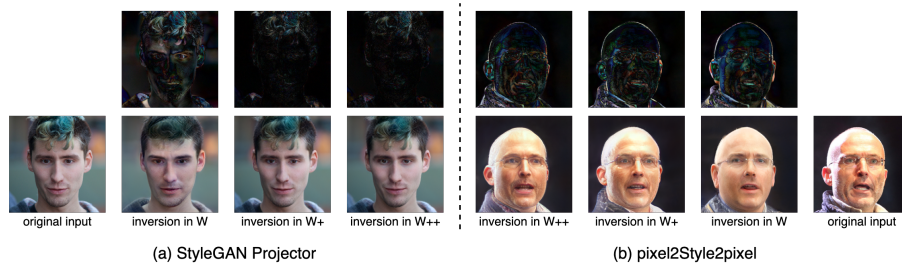 original input
inversion in W
inversion in W+
inversion in W++
inversion in W++
inversion in W+
inversion in W
original input
(a) StyleGAN Projector
(b) pixel2Style2pixel